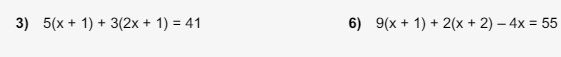 3) 5(x + 1) + 3(2x + 1) = 41
6) 9(x + 1) + 2(x + 2) – 4x = 55